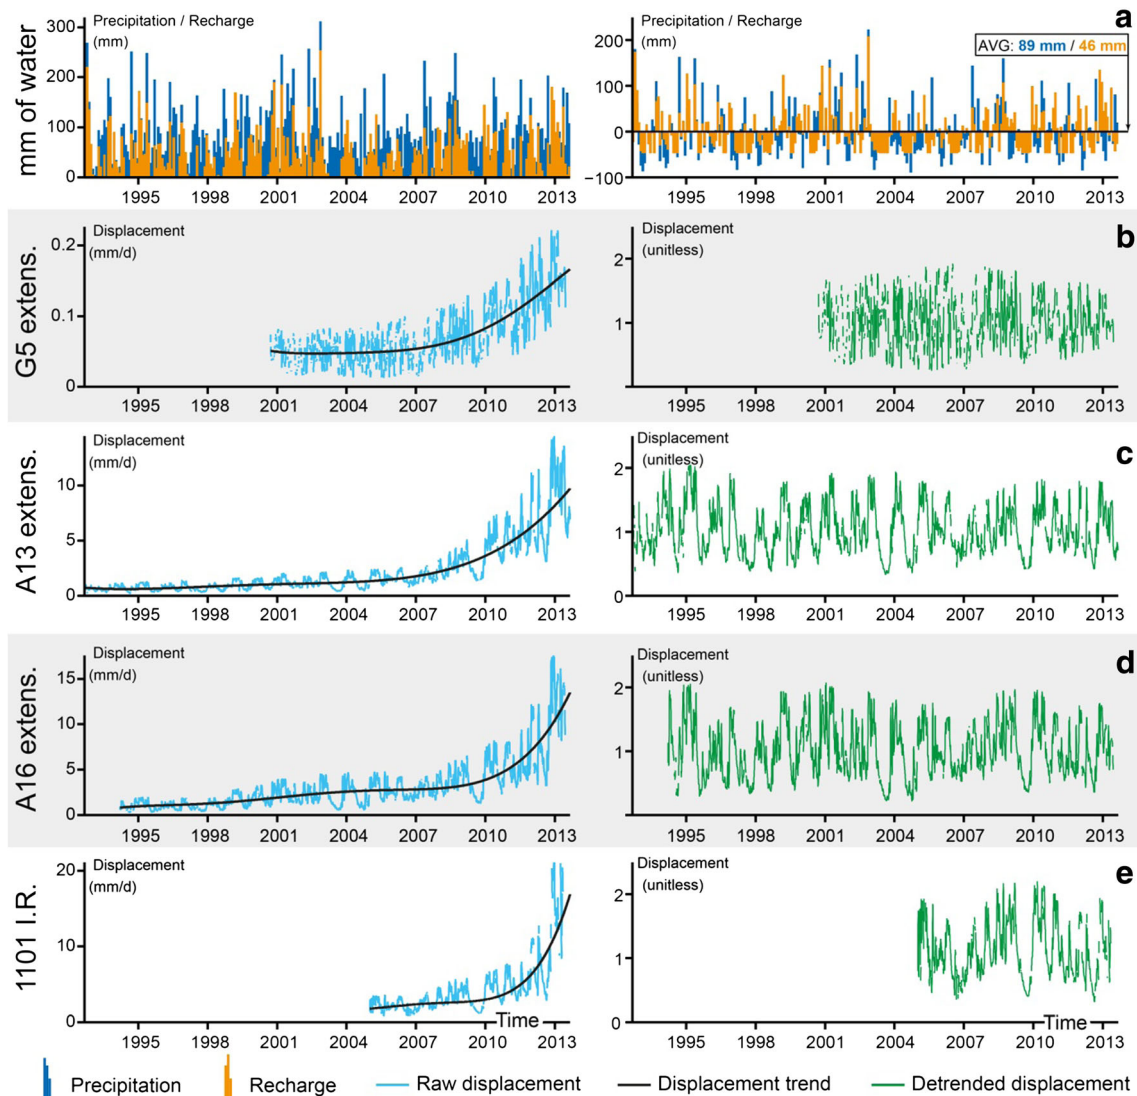 Precipitation / Recharge
(mm)
mm of water
300
200
100
0
1995 1998 2001 2004 2007 2010 2013
Precipitation / Recharge
(mm)
a
AVG: 89 mm / 46 mm
200
100
0
−100
1995 1998 2001 2004 2007 2010 2013
G5 extens.
Displacement
(mm/d)
0.2
0.1
0
1995 1998 2001 2004 2007 2010 2013
Displacement
(unitless)
b
2
1
1995 1998 2001 2004 2007 2010 2013
A13 extens.
Displacement
(mm/d)
10
5
0
1995 1998 2001 2004 2007 2010 2013
Displacement
(unitless)
c
2
1
0
1995 1998 2001 2004 2007 2010 2013
A16 extens.
Displacement
(mm/d)
15
10
5
0
1995 1998 2001 2004 2007 2010 2013
Displacement
(unitless)
d
2
1
1995 1998 2001 2004 2007 2010 2013
1101 I.R.
Displacement
(mm/d)
20
10
0
Time
1995 1998 2001 2004 2007 2010 2013
Displacement
(unitless)
e
2
1
0
Time
1995 1998 2001 2004 2007 2010 2013
Precipitation Recharge Raw displacement Displacement trend Detrended displacement